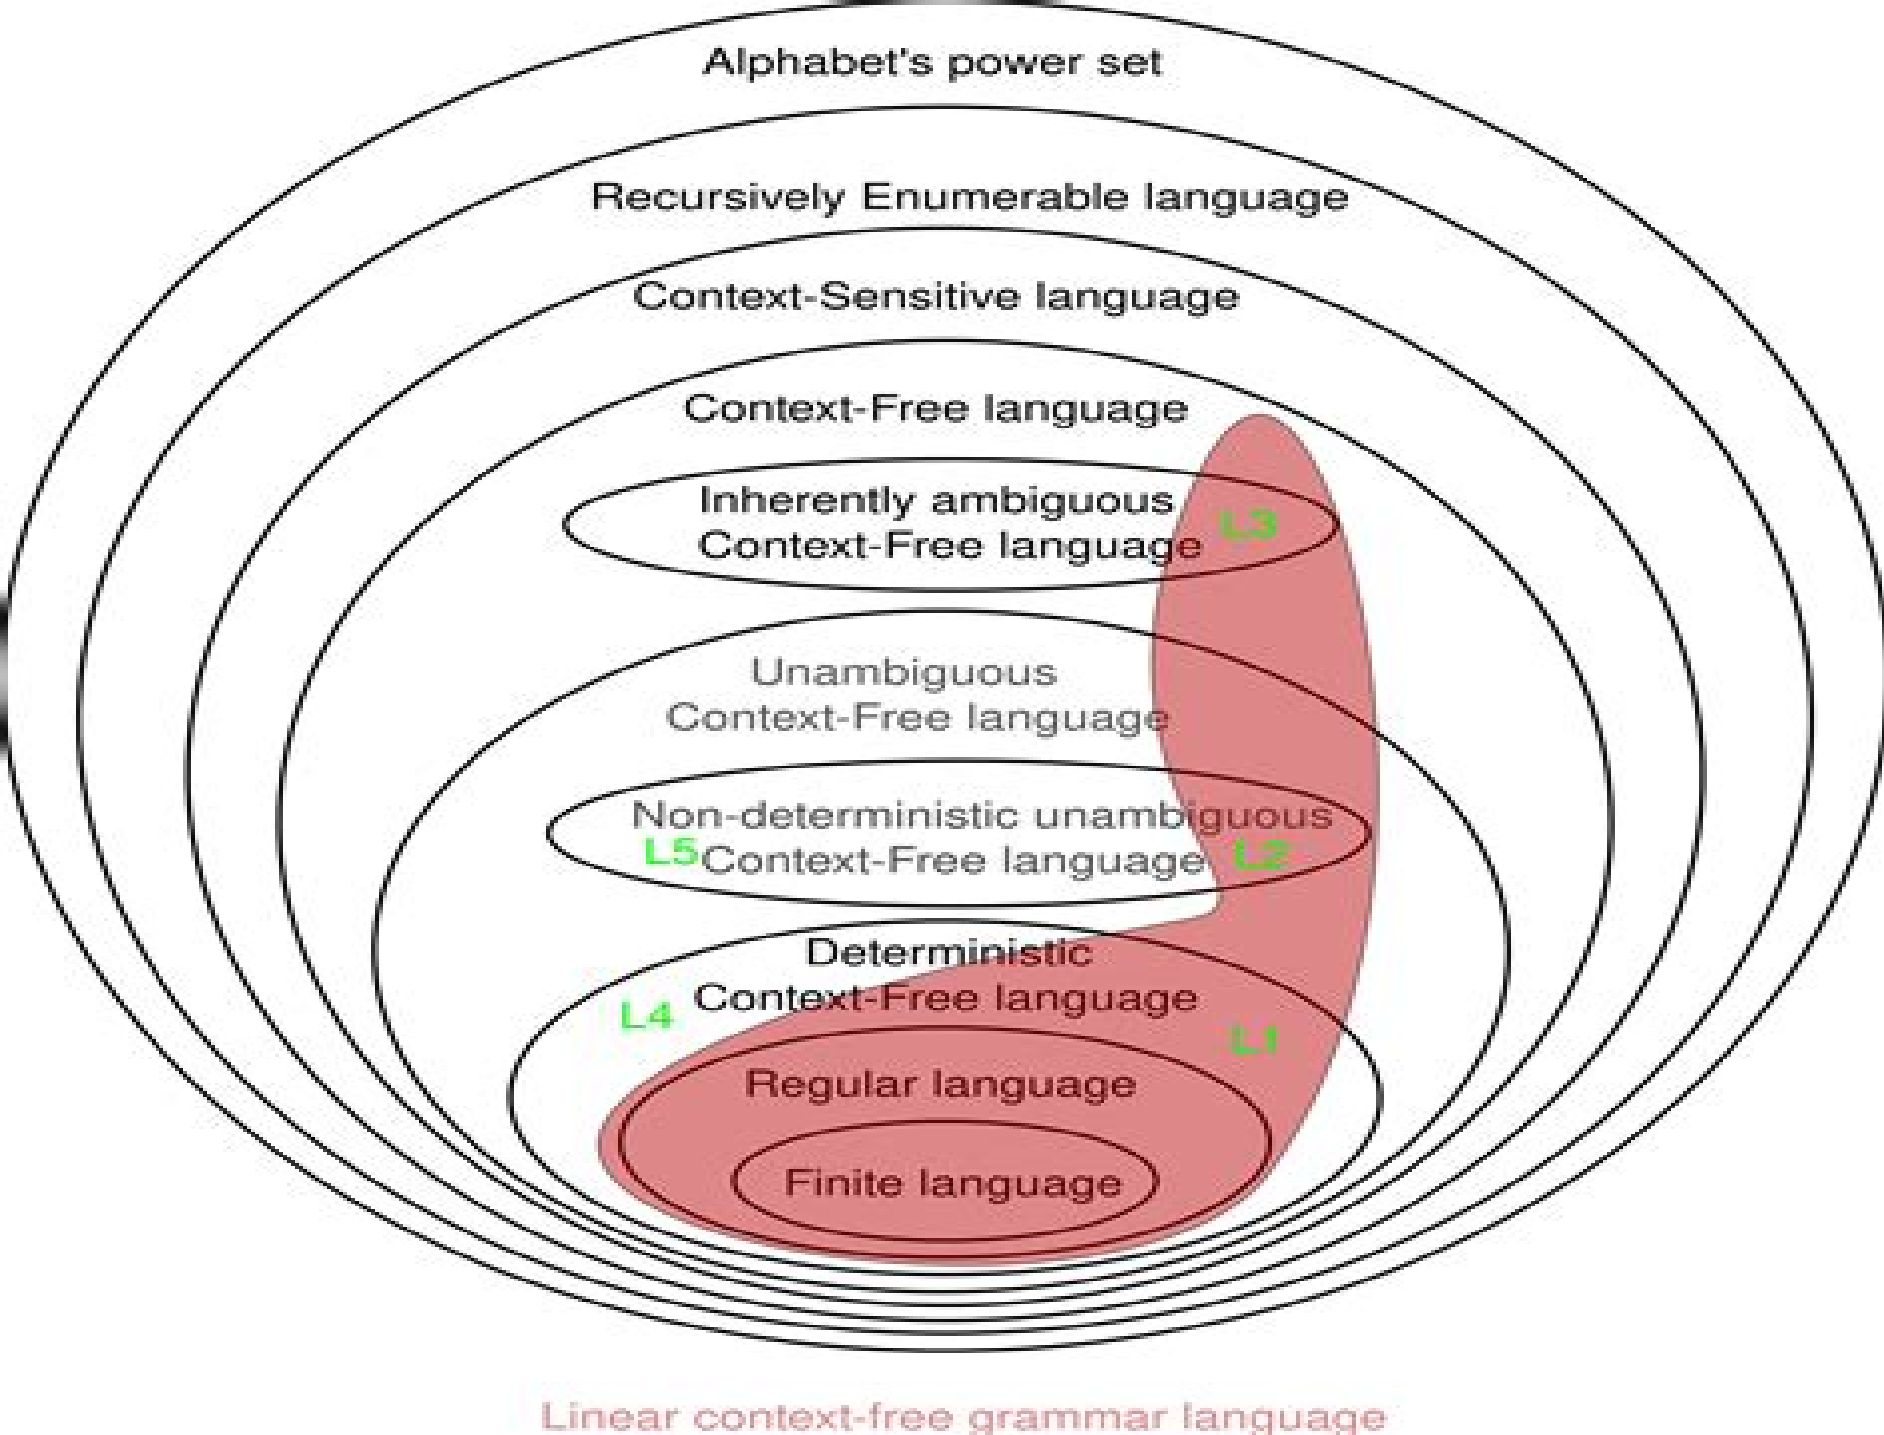 Alphabet's power set
Recursively Enumerable language
Context-Sensitive language
Context-Free language
Inherently ambiguous
Context-Free language
L3
Unambiguous
Context-Free language
Non-deterministic unambiguous
L5 Context-Free language L2
Deterministic
Context-Free language
L4
L1
Regular language
Finite language
Linear context-free grammar language